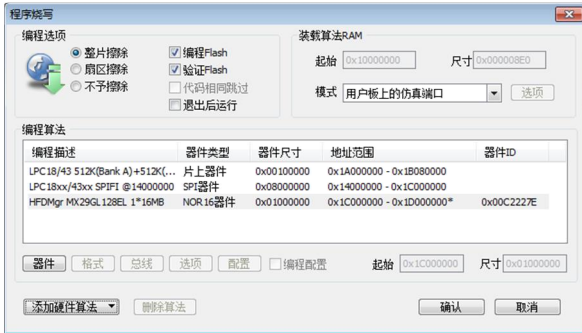 程序烧写
编程选项
整片擦除
扇区擦除
不予擦除
编程Flash
验证Flash
代码相同跳过
退出后运行
装载算法RAM
起始 0x10000000 尺寸 0x000008E0
模式 用户板上的仿真端口 选项
编程算法
编程描述 器件类型 器件尺寸 地址范围 器件ID
LPC18/43 512K(Bank A)+512K(... 片上器件 0x00100000 0x1A000000 - 0x1B080000
LPC18xx/43xx SPIFI @14000000 SPI器件 0x08000000 0x14000000 - 0x1C000000
HFDMgr MX29GL128EL 1*16MB NOR16器件 0x01000000 0x1C000000 - 0x1D000000* 0x00C2227E
器件 格式 总线 选项 配置 编程配置 起始 0x1C000000 尺寸 0x01000000
添加硬件算法 删除算法 确认 取消